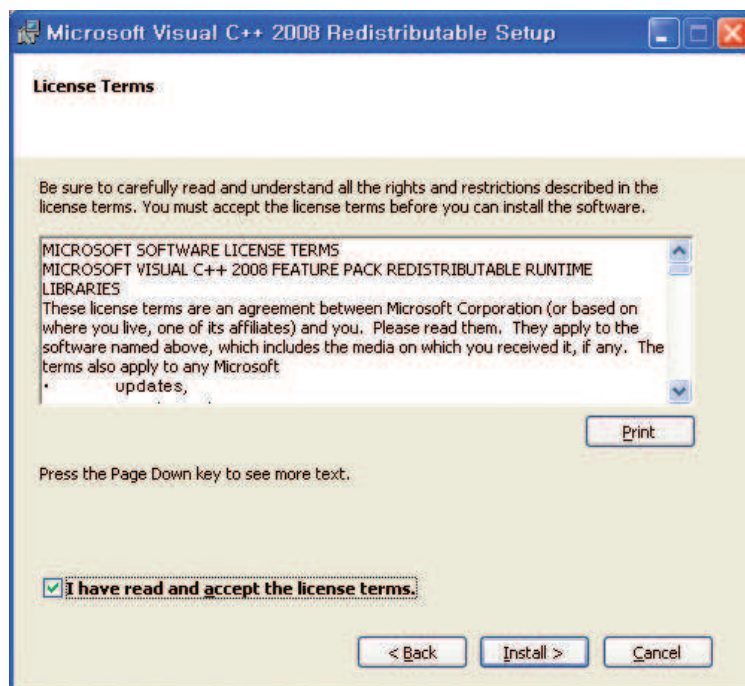 Microsoft Visual C++ 2008 Redistributable Setup
License Terms
Be sure to carefully read and understand all the rights and restrictions described in the
license terms. You must accept the license terms before you can install the software.
MICROSOFT SOFTWARE LICENSE TERMS
MICROSOFT VISUAL C++ 2008 FEATURE PACK REDISTRIBUTABLE RUNTIME
LIBRARIES
These license terms are an agreement between Microsoft Corporation (or based on
where you live, one of its affiliates) and you.  Please read them.  They apply to the
software named above, which includes the media on which you received it, if any.  The
terms also apply to any Microsoft
· updates,
Print
Press the Page Down key to see more text.
I have read and accept the license terms.
< Back Install > Cancel